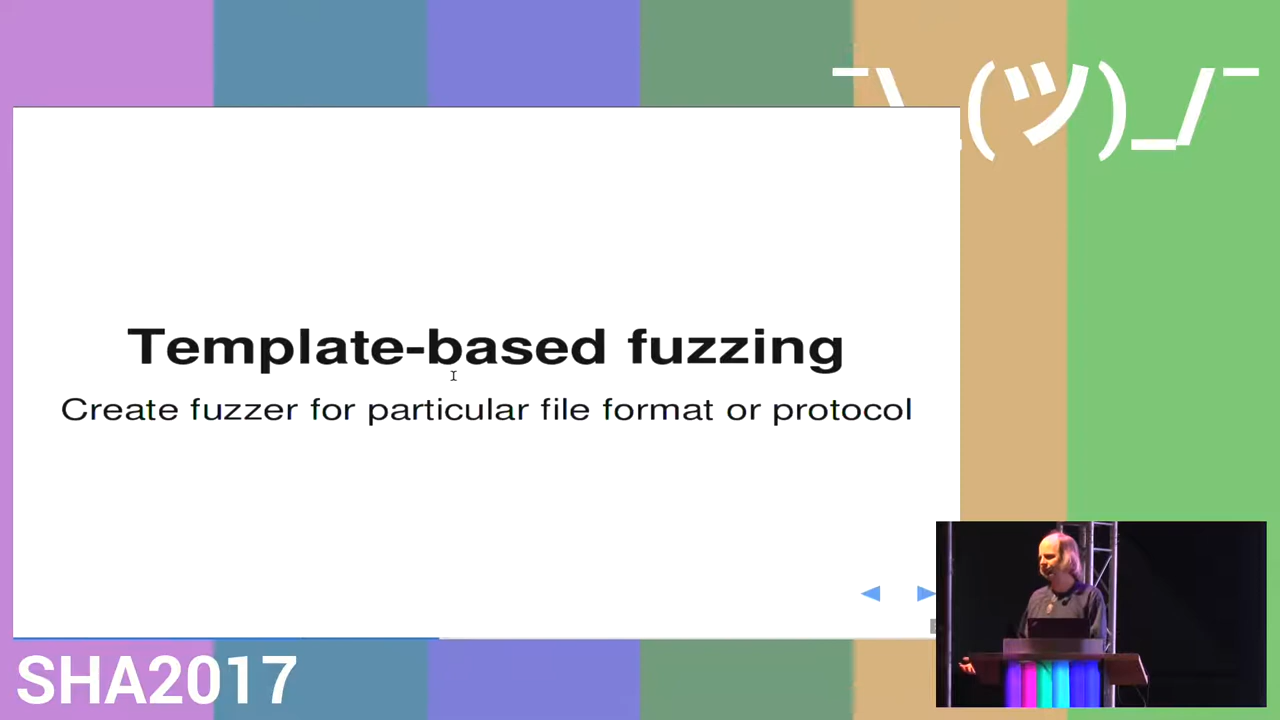 ¯\_(ツ)_/¯
Template-based fuzzing
Create fuzzer for particular file format or protocol
SHA2017